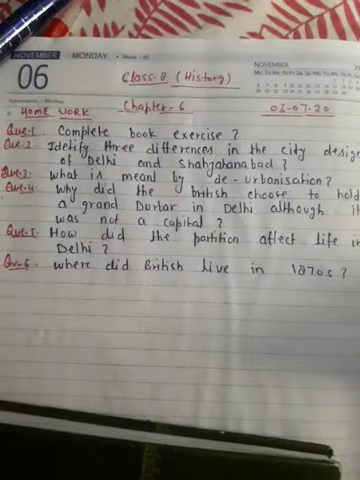 NOVEMBER
MONDAY
06
Class-8 (History)
NOVEMBER
Chapter-6
03-07-20
HOME WORK
Que-1. Complete book exercise ?
Que-2 Idetify three differences in the city design
of Delhi and Shahjahanabad ?
Que-3. what is meant by de-urbanisation ?
Que-4. Why did the british choose to hold
a grand Durbar in Delhi although it
was not a capital ?
Que-5. How did the partition affect life in
Delhi ?
Que-6. where did British live in 1870s ?